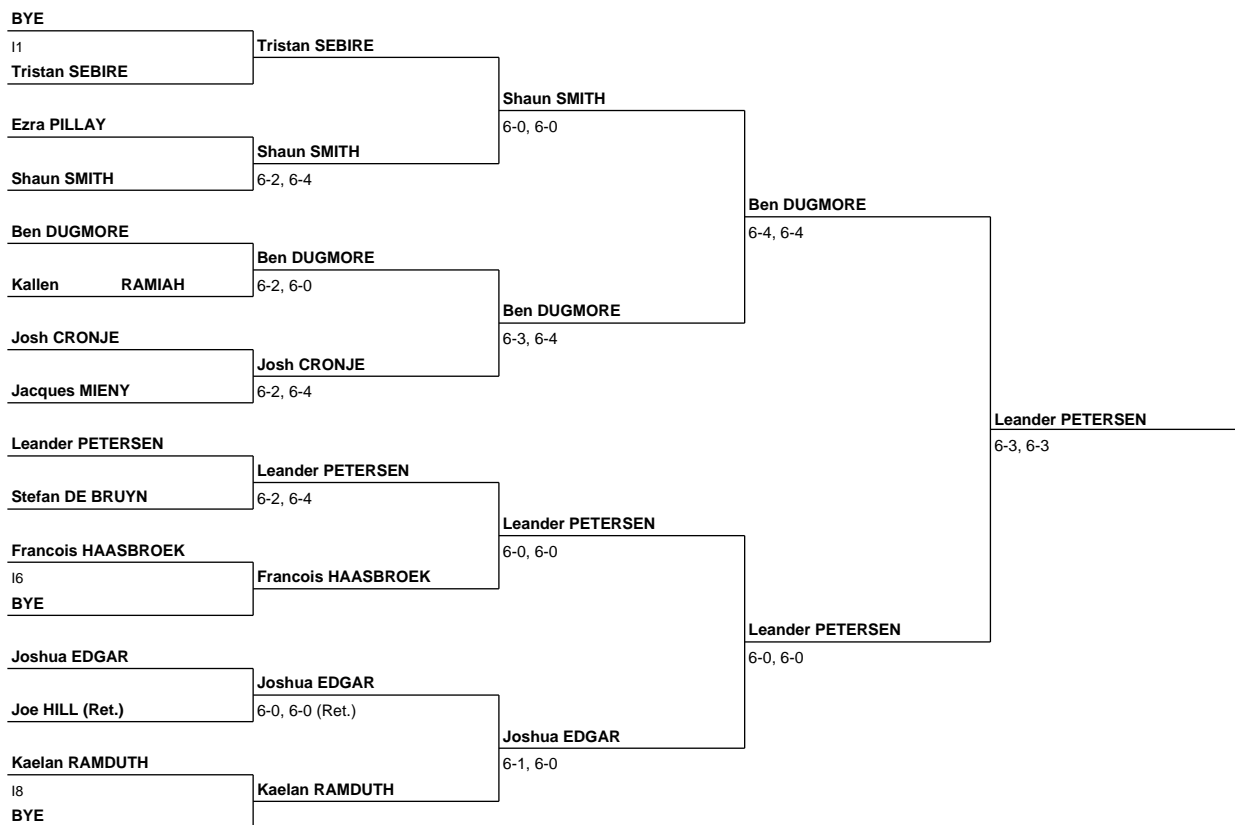 BYE
I1
Tristan SEBIRE
Tristan SEBIRE
Ezra PILLAY
Shaun SMITH
Shaun SMITH
6-2, 6-4
Shaun SMITH
6-0, 6-0
Ben DUGMORE
Kallen RAMIAH
Ben DUGMORE
6-2, 6-0
Josh CRONJE
Jacques MIENY
Josh CRONJE
6-2, 6-4
Ben DUGMORE
6-3, 6-4
Ben DUGMORE
6-4, 6-4
Leander PETERSEN
Stefan DE BRUYN
Leander PETERSEN
6-2, 6-4
Francois HAASBROEK
I6
BYE
Francois HAASBROEK
Leander PETERSEN
6-0, 6-0
Joshua EDGAR
Joe HILL (Ret.)
Joshua EDGAR
6-0, 6-0 (Ret.)
Kaelan RAMDUTH
I8
BYE
Kaelan RAMDUTH
Joshua EDGAR
6-1, 6-0
Leander PETERSEN
6-0, 6-0
Leander PETERSEN
6-3, 6-3